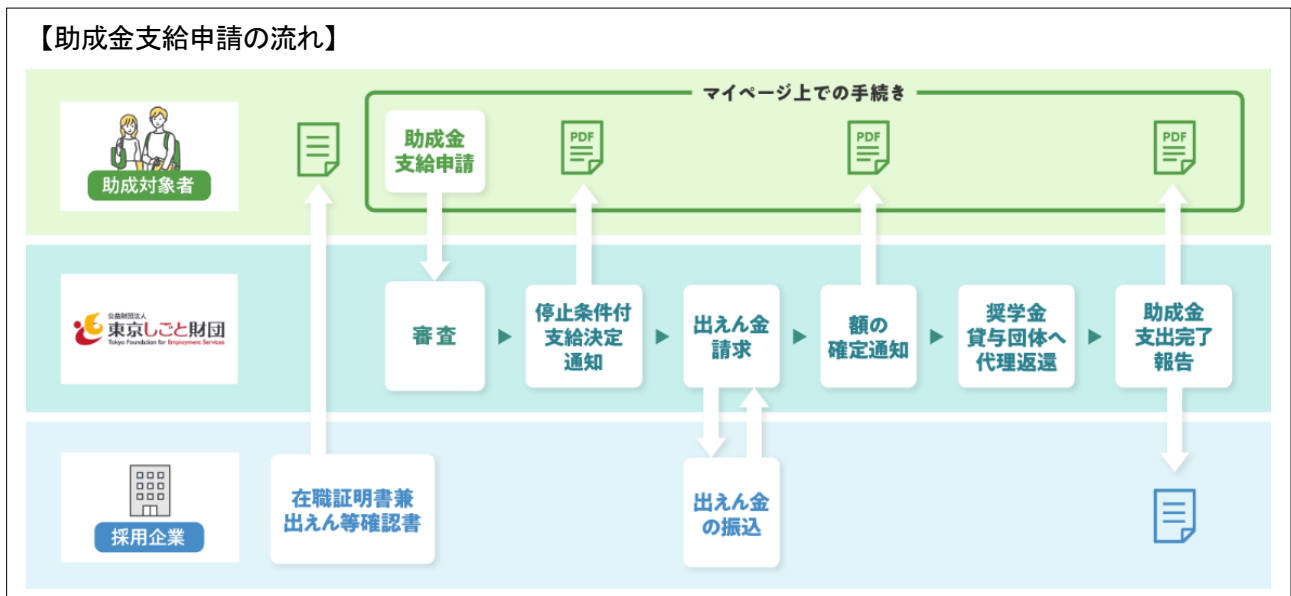 【助成金支給申請の流れ】
マイページ上での手続き
助成対象者
助成金
支給申請
PDF
PDF
PDF
公益財団法人
東京しごと財団
Tokyo Foundation for Employment Services
審査
停止条件付
支給決定
通知
出えん金
請求
額の
確定通知
奨学金
貸与団体へ
代理返還
助成金
支出完了
報告
採用企業
在職証明書兼
出えん等確認書
出えん金
の振込